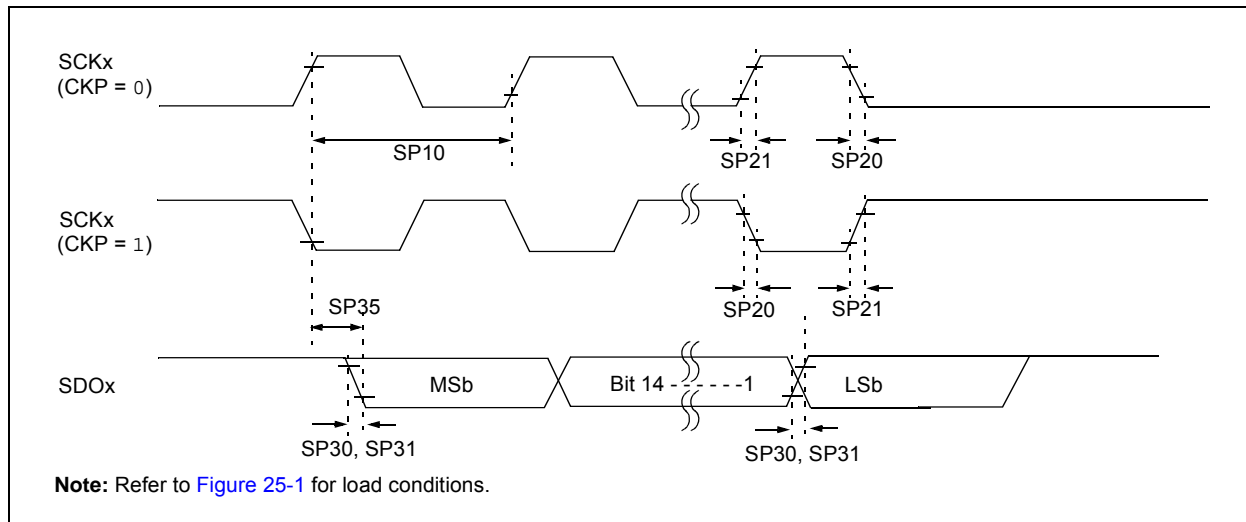 SCKx
(CKP = 0)
SP10
SP21
SP20
SCKx
(CKP = 1)
SP35
SP20
SP21
SDOx
MSb
Bit 14 - - - - - -1
LSb
SP30, SP31
SP30, SP31
Note: Refer to Figure 25-1 for load conditions.